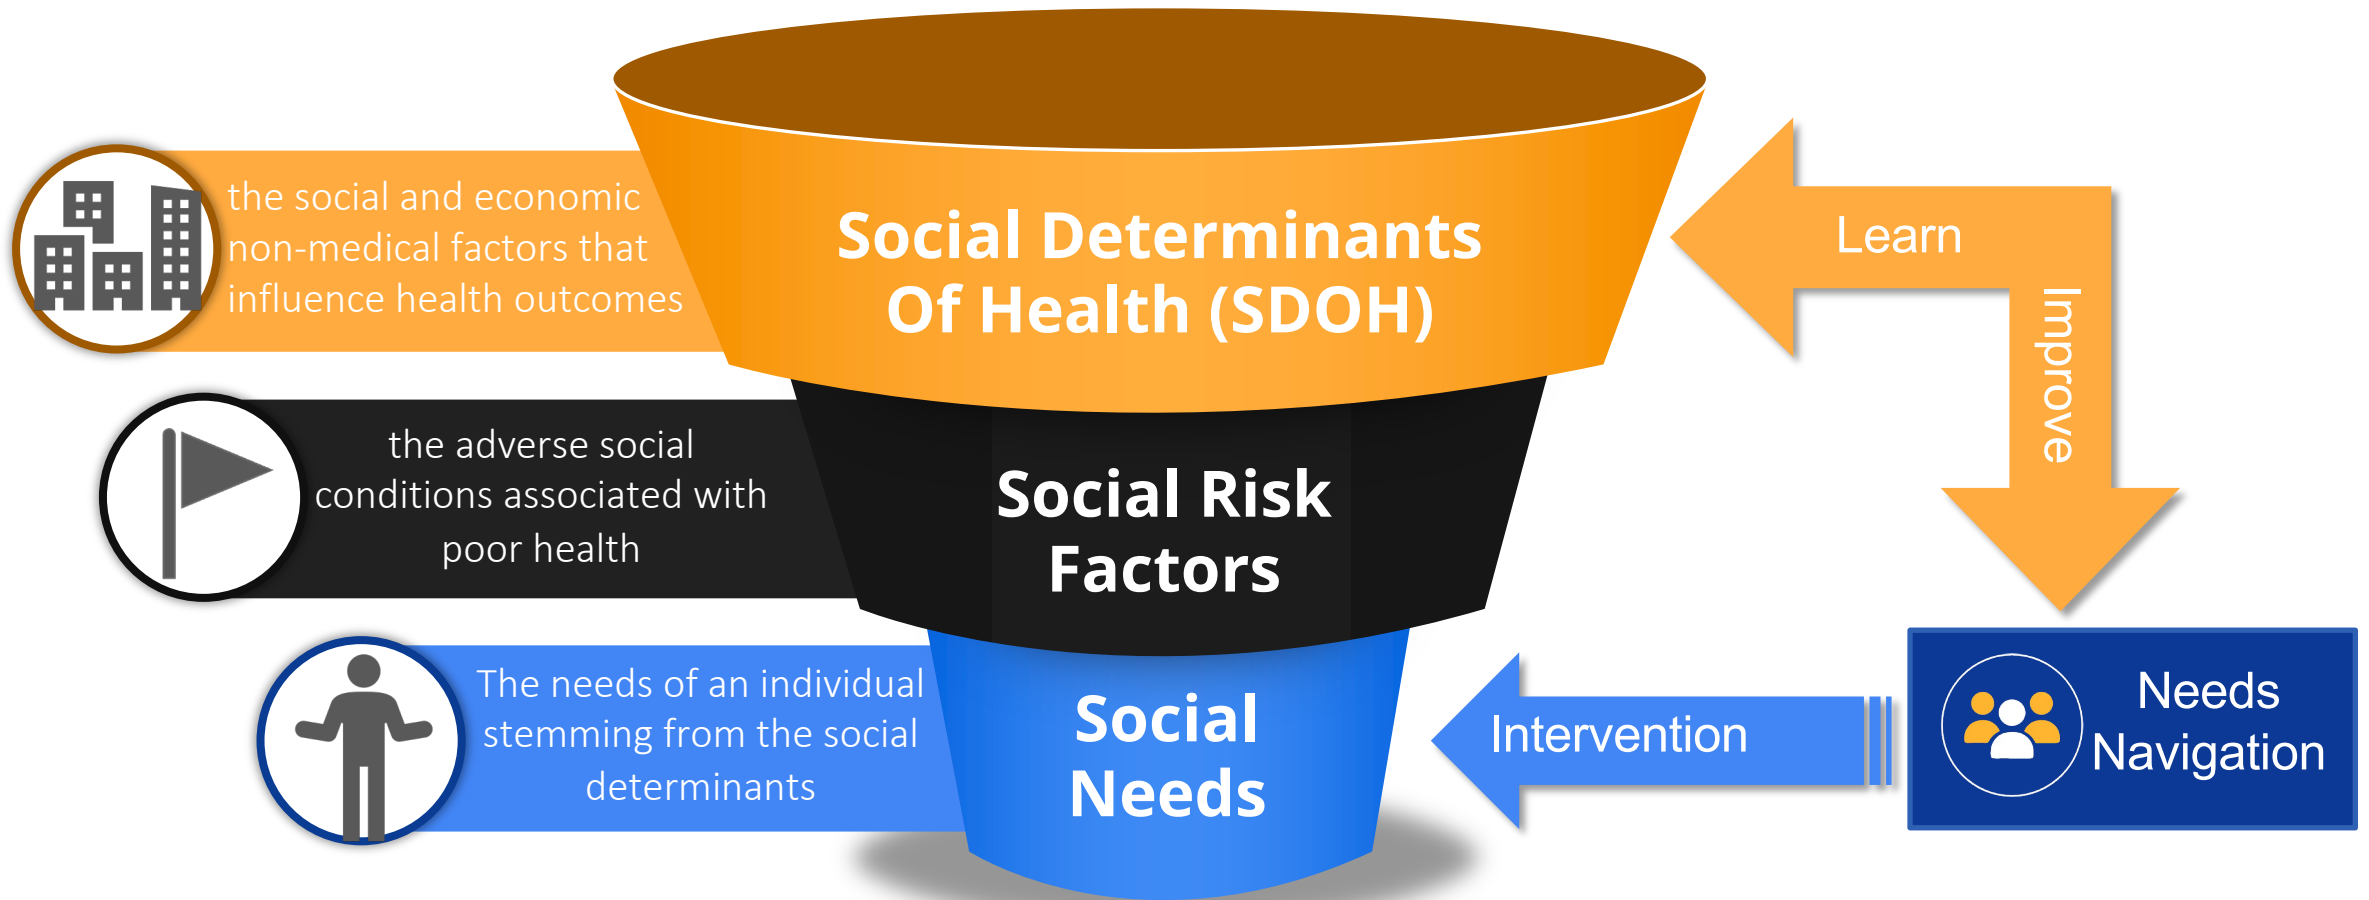 the social and economic
non-medical factors that
influence health outcomes
Social Determinants
Of Health (SDOH)
Learn
Improve
the adverse social
conditions associated with
poor health
Social Risk
Factors
The needs of an individual
stemming from the social
determinants
Social
Needs
Intervention
Needs
Navigation